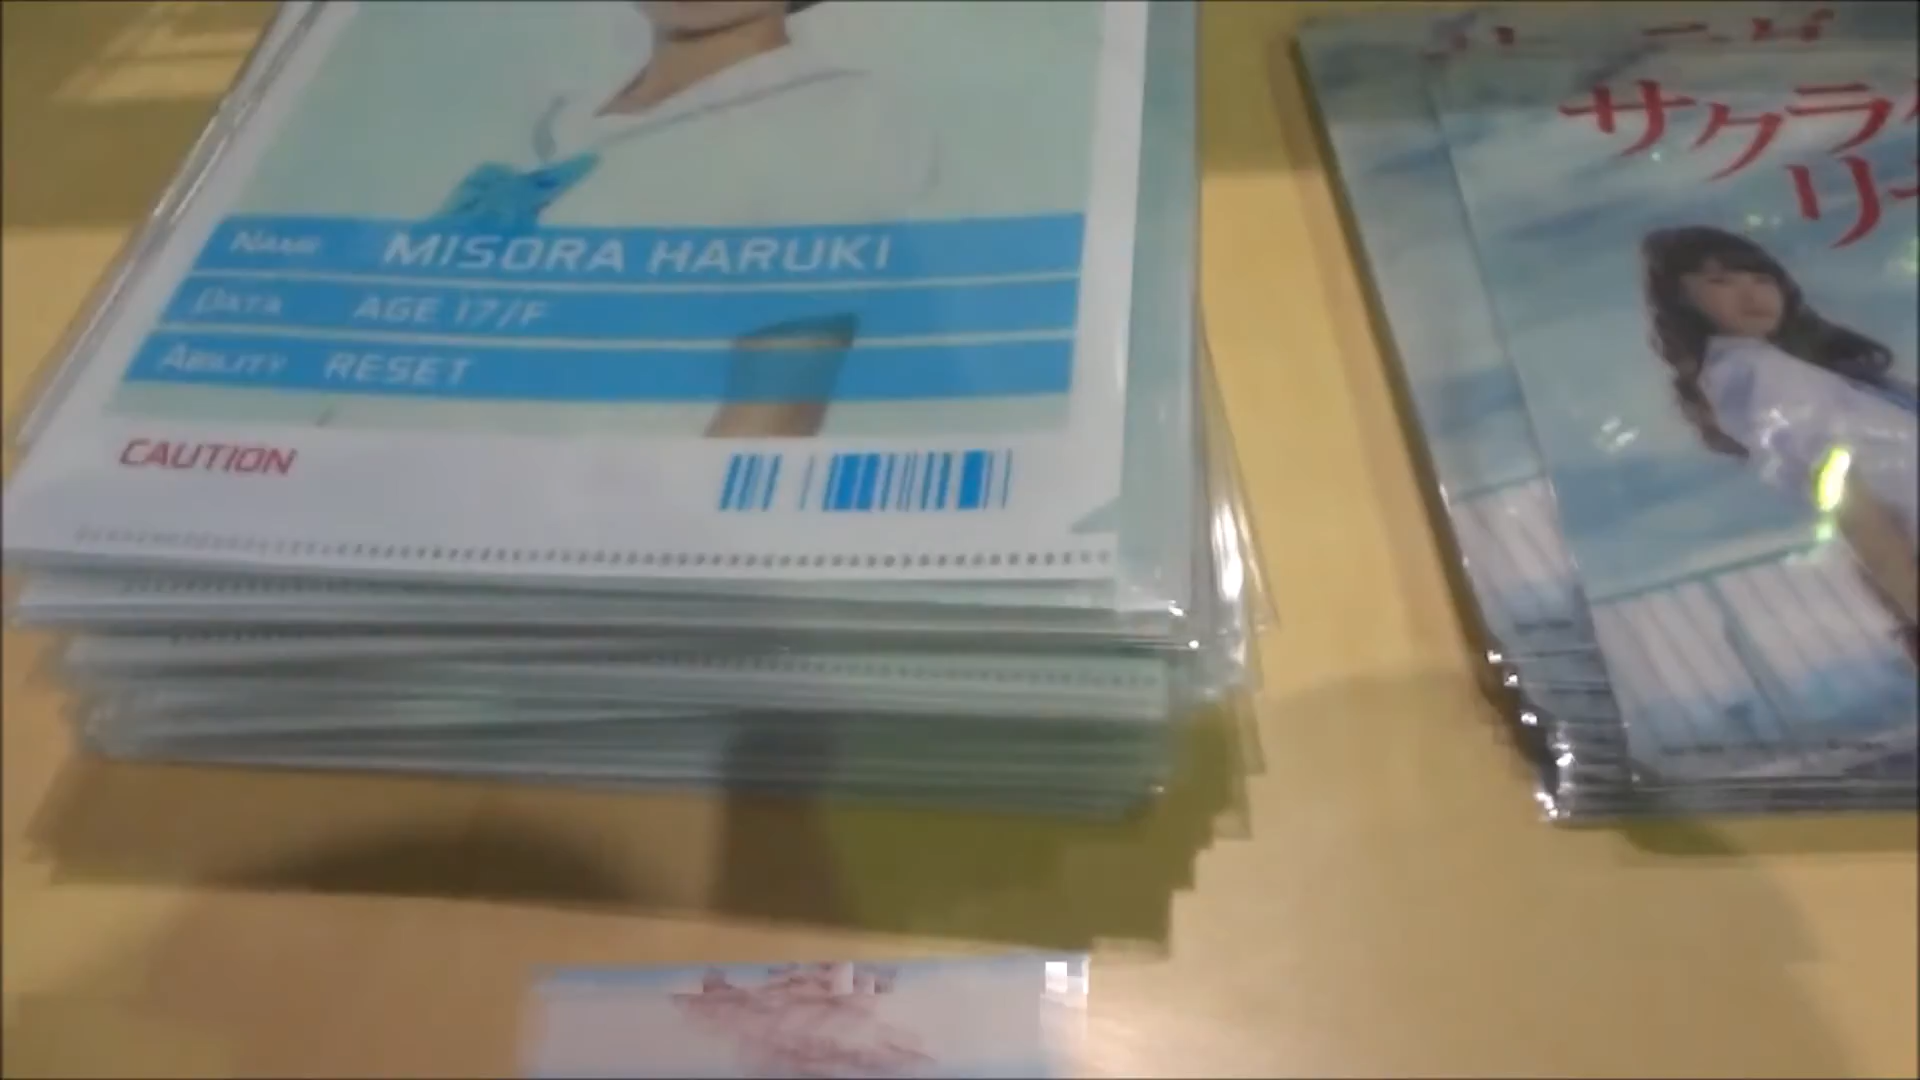 NAME MISORA HARUKI
DATA AGE 17/F
ABILITY RESET
CAUTION
サクラ
リ